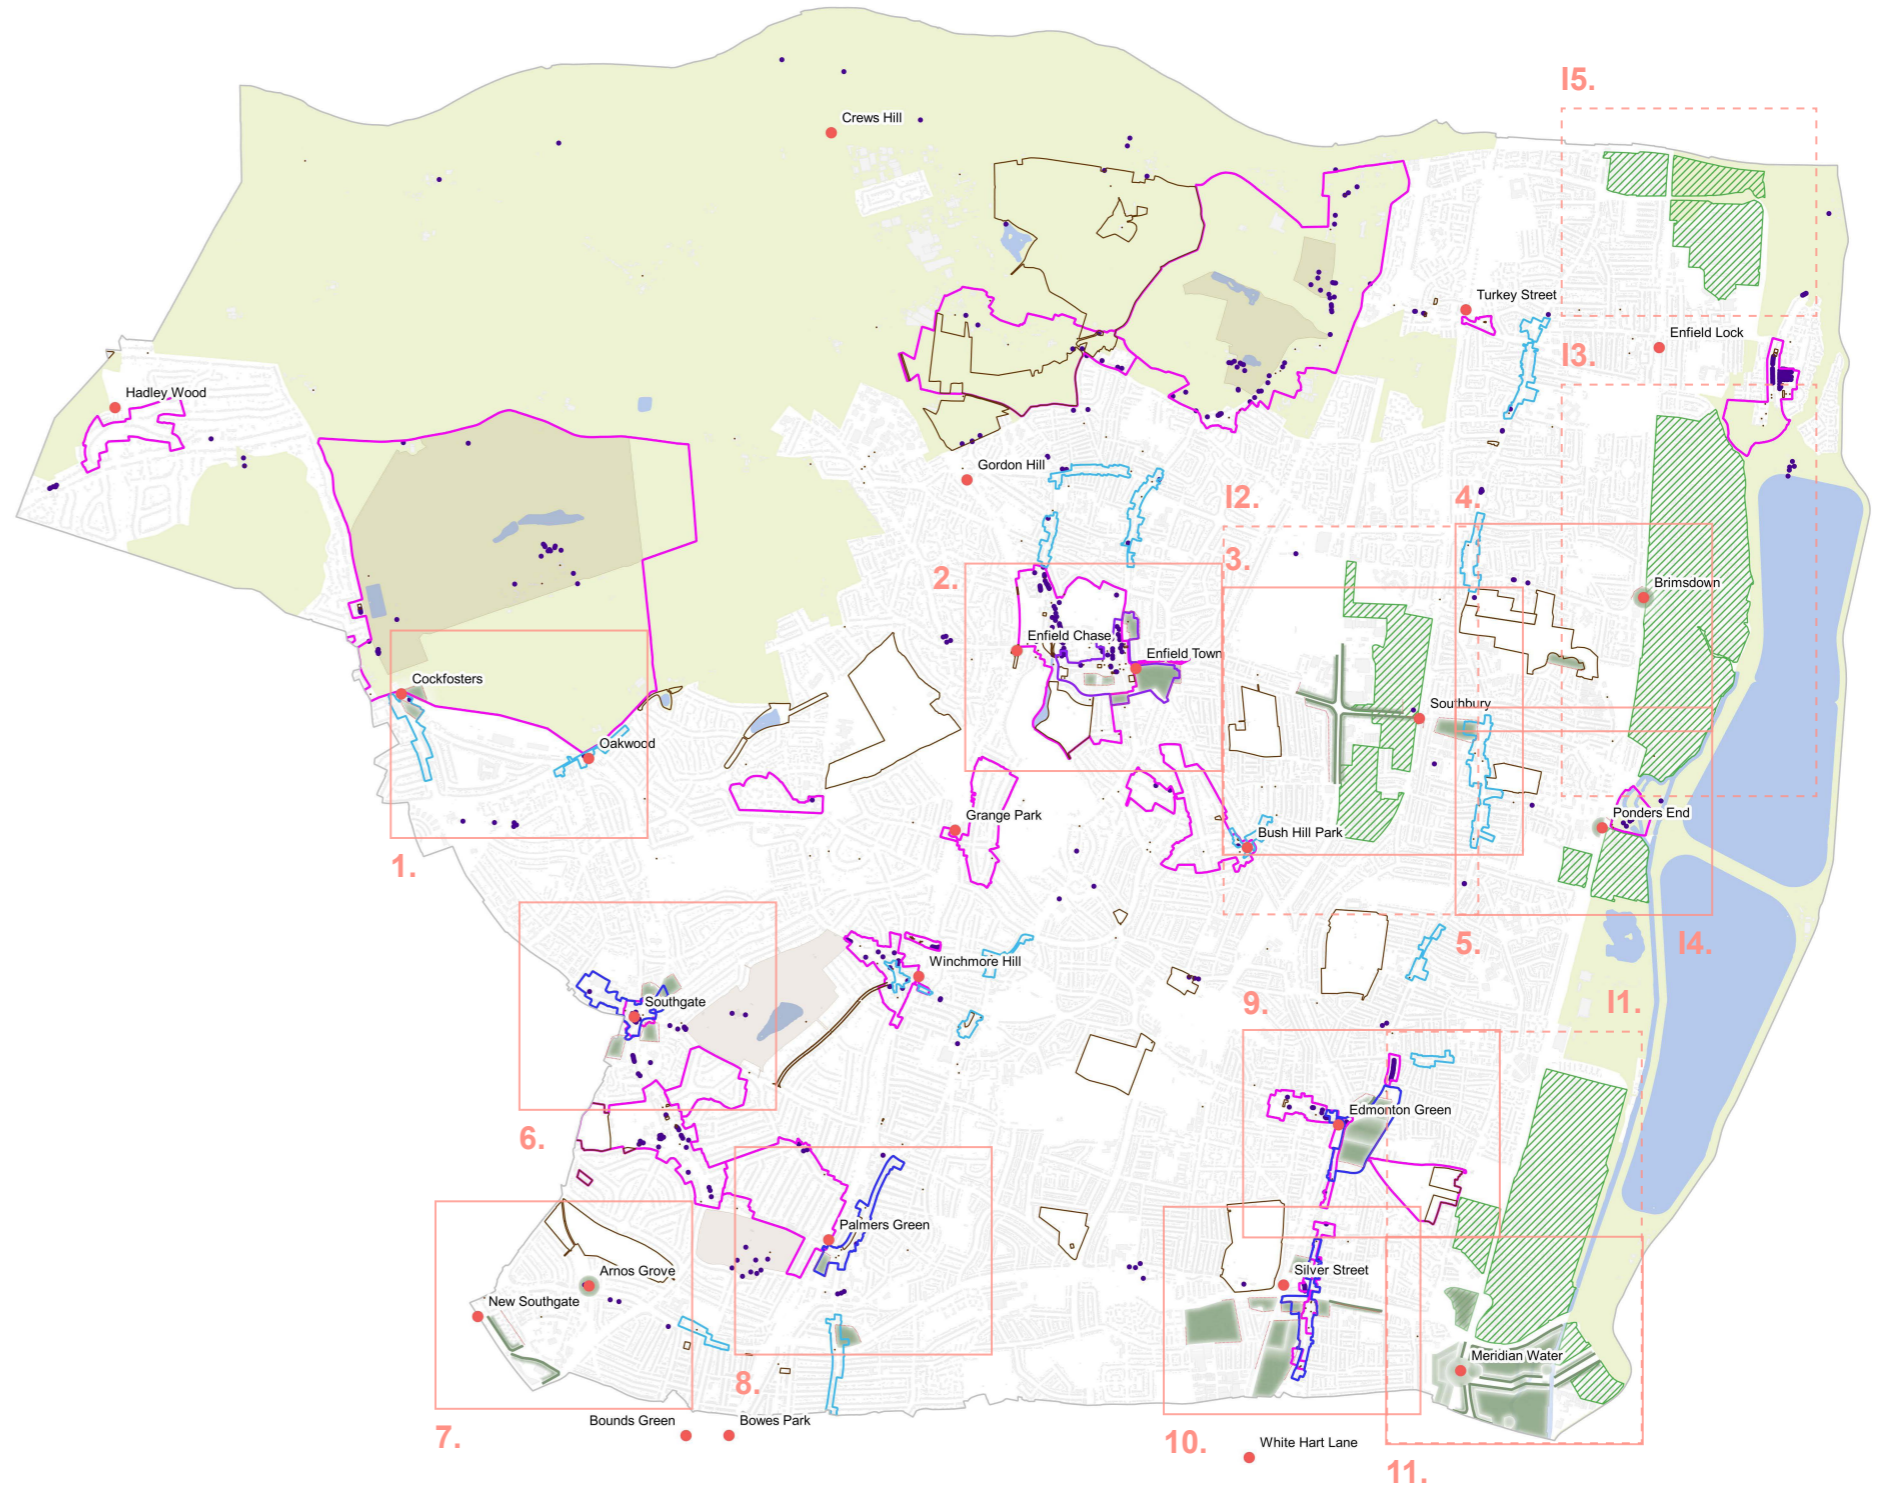 I5.
Crews Hill
Turkey Street
Enfield Lock
I3.
Hadley Wood
Gordon Hill
I2.
4.
3.
2.
Brimsdown
Enfield Chase
Enfield Town
Cockfosters
Southbury
Oakwood
Grange Park
Ponders End
Bush Hill Park
1.
5.
I4.
Winchmore Hill
Southgate
9.
I1.
Edmonton Green
6.
Palmers Green
Arnos Grove
Silver Street
New Southgate
Meridian Water
8.
Bounds Green
Bowes Park
7.
10.
White Hart Lane
11.